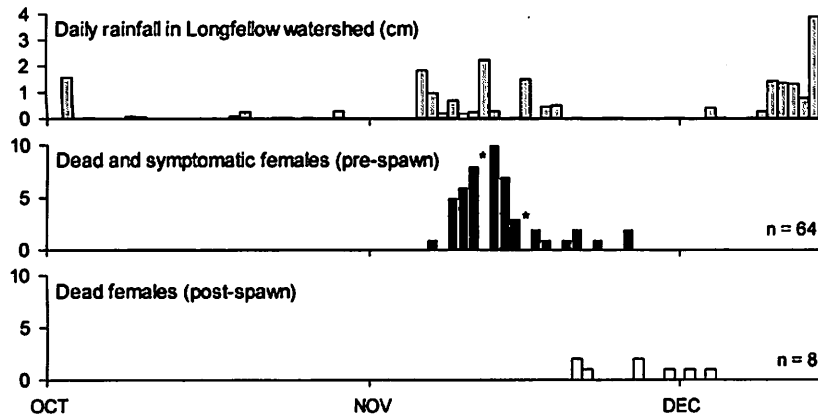 4
Daily rainfall in Longfellow watershed (cm)
3
2
1
0
10
Dead and symptomatic females (pre-spawn)
*
5
*
n = 64
0
10
Dead females (post-spawn)
5
n = 8
0
OCT NOV DEC